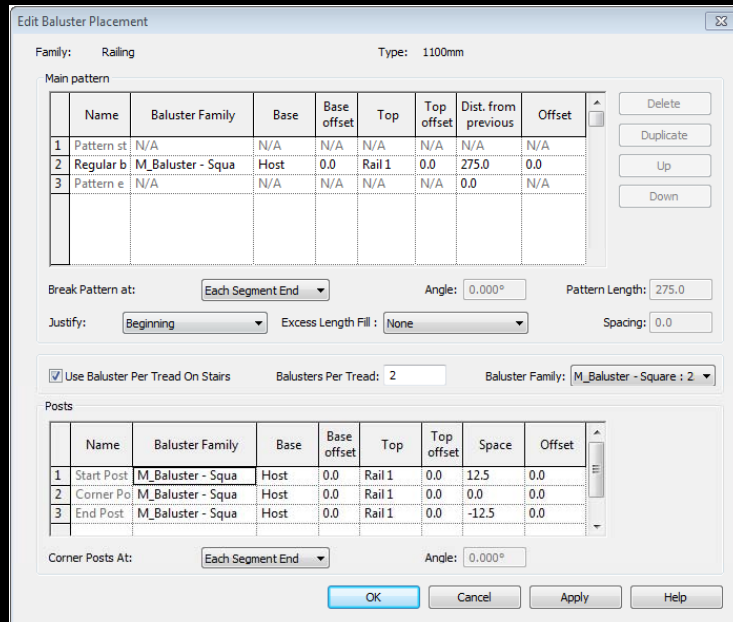 Edit Baluster Placement
Family: Railing Type: 1100mm
Main pattern
Name Baluster Family Base Base offset Top Top offset Dist. from previous Offset
1 Pattern st N/A N/A N/A N/A N/A N/A N/A
2 Regular b M_Baluster - Squa Host 0.0 Rail 1 0.0 275.0 0.0
3 Pattern e N/A N/A N/A N/A N/A 0.0 N/A
Delete
Duplicate
Up
Down
Break Pattern at: Each Segment End Angle: 0.000° Pattern Length: 275.0
Justify: Beginning Excess Length Fill : None Spacing: 0.0
Use Baluster Per Tread On Stairs Balusters Per Tread: 2 Baluster Family: M_Baluster - Square : 2
Posts
Name Baluster Family Base Base offset Top Top offset Space Offset
1 Start Post M_Baluster - Squa Host 0.0 Rail 1 0.0 12.5 0.0
2 Corner Po M_Baluster - Squa Host 0.0 Rail 1 0.0 0.0 0.0
3 End Post M_Baluster - Squa Host 0.0 Rail 1 0.0 -12.5 0.0
Corner Posts At: Each Segment End Angle: 0.000°
OK Cancel Apply Help